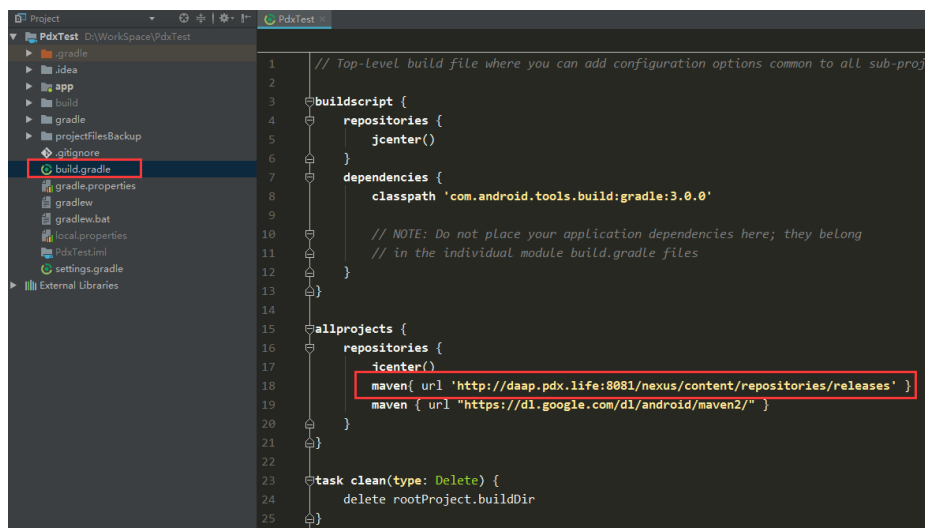 Project
PdxTest
PdxTest D:\WorkSpace\PdxTest
.gradle
.idea
app
build
gradle
projectFilesBackup
.gitignore
build.gradle
gradle.properties
gradlew
gradlew.bat
local.properties
PdxTest.iml
settings.gradle
External Libraries
1 // Top-level build file where you can add configuration options common to all sub-proj
2
3 buildscript {
4 repositories {
5 jcenter()
6 }
7 dependencies {
8 classpath 'com.android.tools.build:gradle:3.0.0'
9
10 // NOTE: Do not place your application dependencies here; they belong
11 // in the individual module build.gradle files
12 }
13 }
14
15 allprojects {
16 repositories {
17 jcenter()
18 maven{ url 'http://daap.pdx.life:8081/nexus/content/repositories/releases' }
19 maven { url "https://dl.google.com/dl/android/maven2/" }
20 }
21 }
22
23 task clean(type: Delete) {
24 delete rootProject.buildDir
25 }